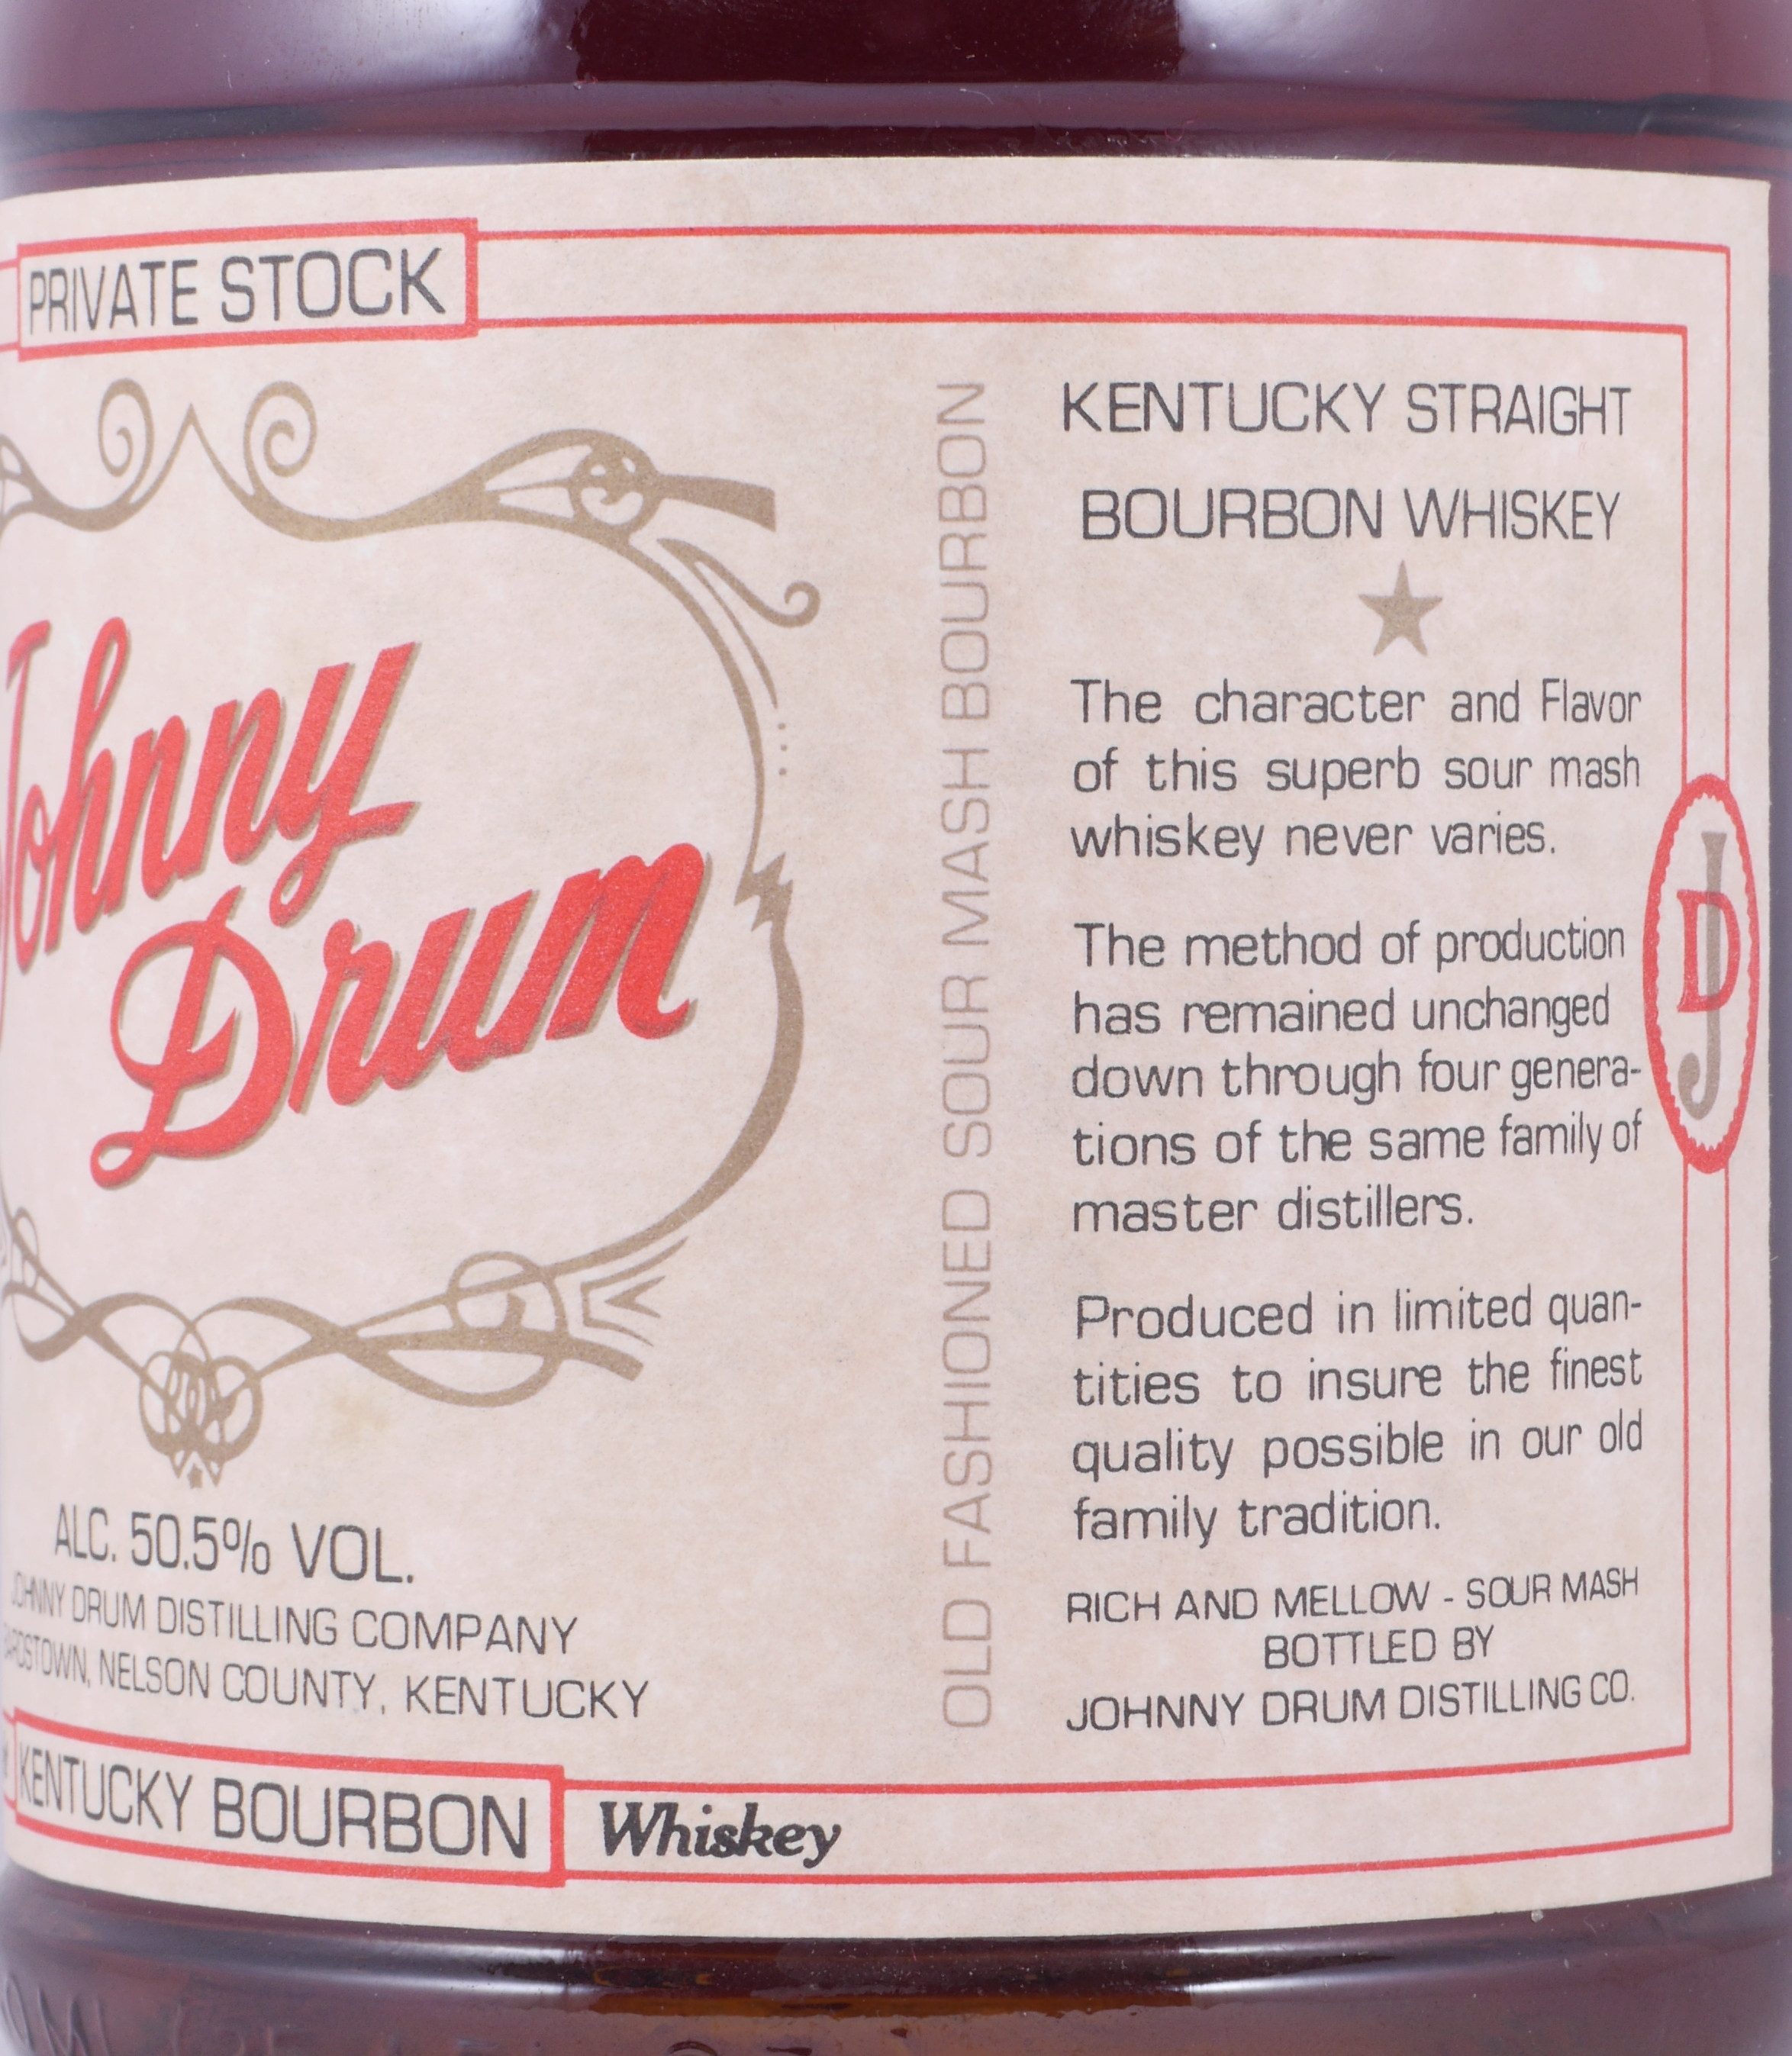 PRIVATE STOCK
Johnny
Drum
ALC. 50.5% VOL.
JOHNNY DRUM DISTILLING COMPANY
NELSON COUNTY, KENTUCKY
KENTUCKY BOURBON Whiskey
OLD FASHIONED SOUR MASH BOURBON
KENTUCKY STRAIGHT
BOURBON WHISKEY
The character and Flavor
of this superb sour mash
whiskey never varies.
The method of production
has remained unchanged
down through four genera-
tions of the same family of
master distillers.
Produced in limited quan-
tities to insure the finest
quality possible in our old
family tradition.
RICH AND MELLOW - SOUR MASH
BOTTLED BY
JOHNNY DRUM DISTILLING CO.
JD